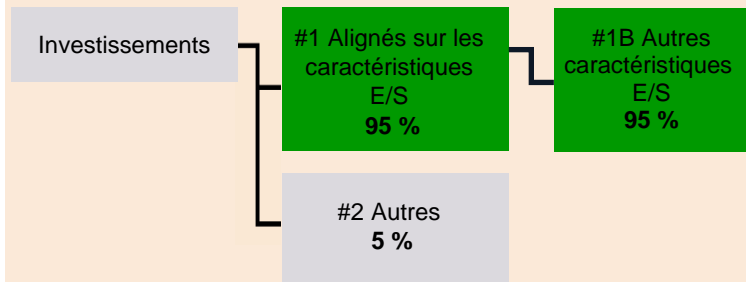 Investissements
#1 Alignés sur les
caractéristiques
E/S
95 %
#1B Autres
caractéristiques
E/S
95 %
#2 Autres
5 %